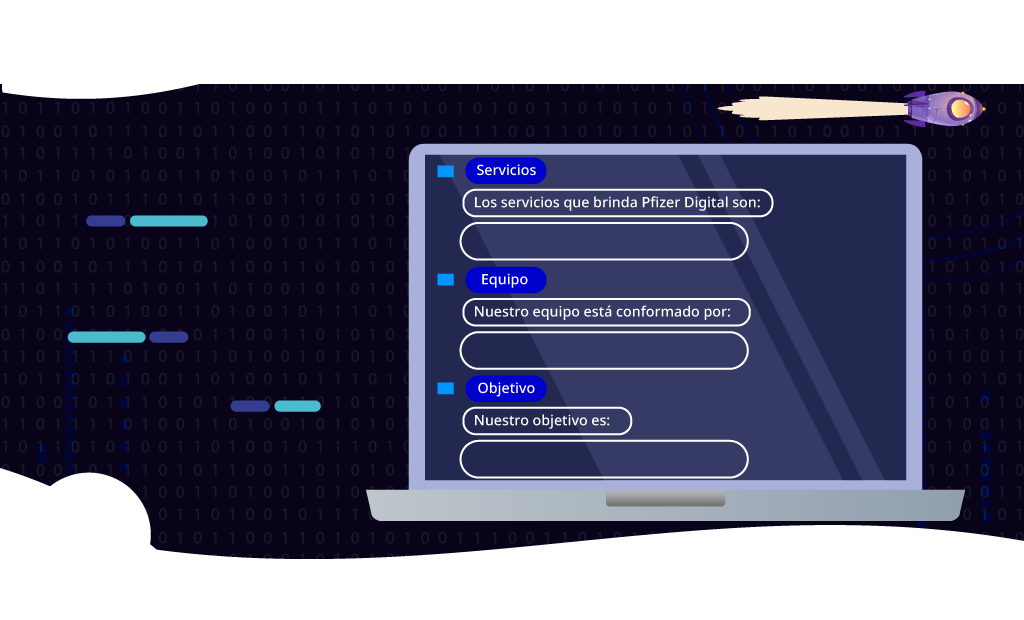 Servicios
Los servicios que brinda Pfizer Digital son:
Equipo
Nuestro equipo está conformado por:
Objetivo
Nuestro objetivo es: